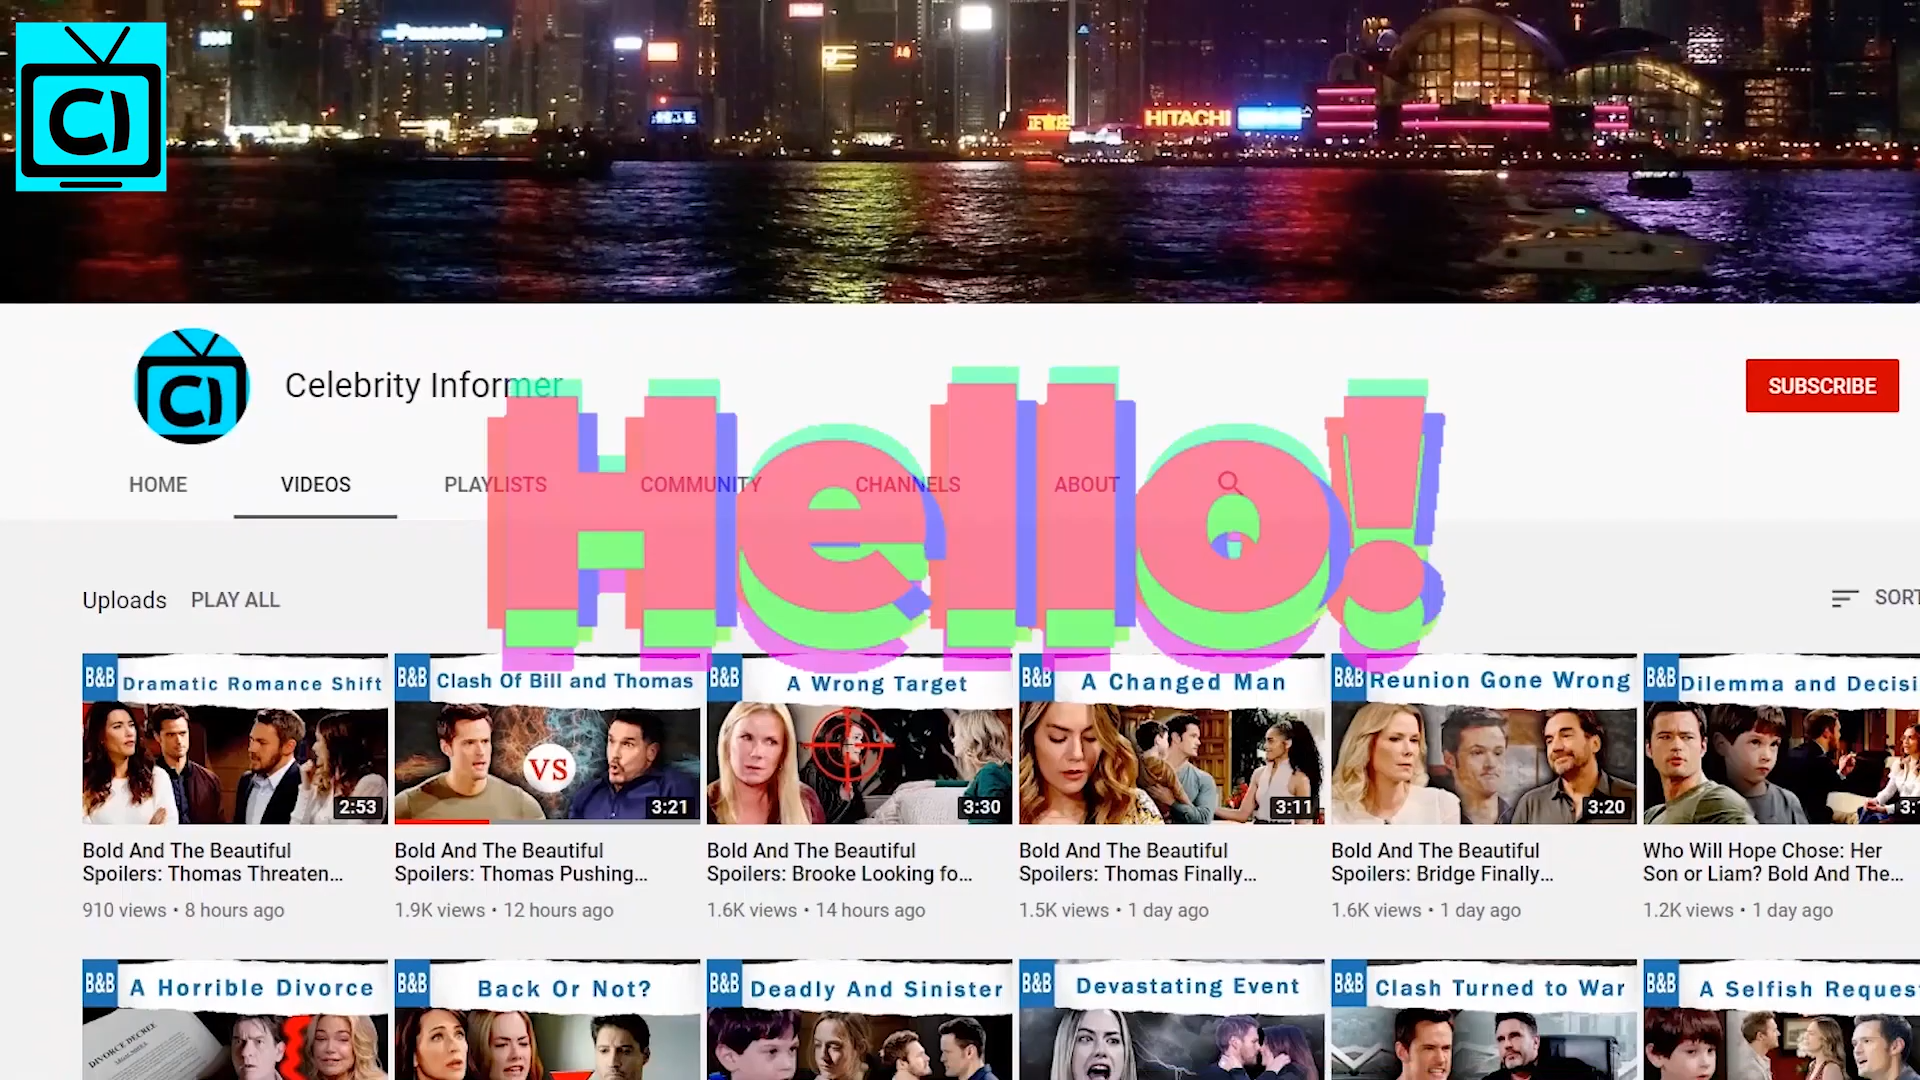 Panasonic
正官庄
HITACHI
CI
CI
Celebrity Informer
SUBSCRIBE
Hello!
HOME
VIDEOS
PLAYLISTS
COMMUNITY
CHANNELS
ABOUT
Uploads
PLAY ALL
SORT
B&B Dramatic Romance Shift
B&B Clash Of Bill and Thomas
B&B A Wrong Target
B&B A Changed Man
B&B Reunion Gone Wrong
B&B Dilemma and Decisi
VS
2:53
3:21
3:30
3:11
3:20
Bold And The Beautiful
Spoilers: Thomas Threaten...
910 views • 8 hours ago
Bold And The Beautiful
Spoilers: Thomas Pushing...
1.9K views • 12 hours ago
Bold And The Beautiful
Spoilers: Brooke Looking fo...
1.6K views • 14 hours ago
Bold And The Beautiful
Spoilers: Thomas Finally...
1.5K views • 1 day ago
Bold And The Beautiful
Spoilers: Bridge Finally...
1.6K views • 1 day ago
Who Will Hope Chose: Her
Son or Liam? Bold And The...
1.2K views • 1 day ago
B&B A Horrible Divorce
B&B Back Or Not?
B&B Deadly And Sinister
B&B Devastating Event
B&B Clash Turned to War
B&B A Selfish Reques
DIVORCE DECREE